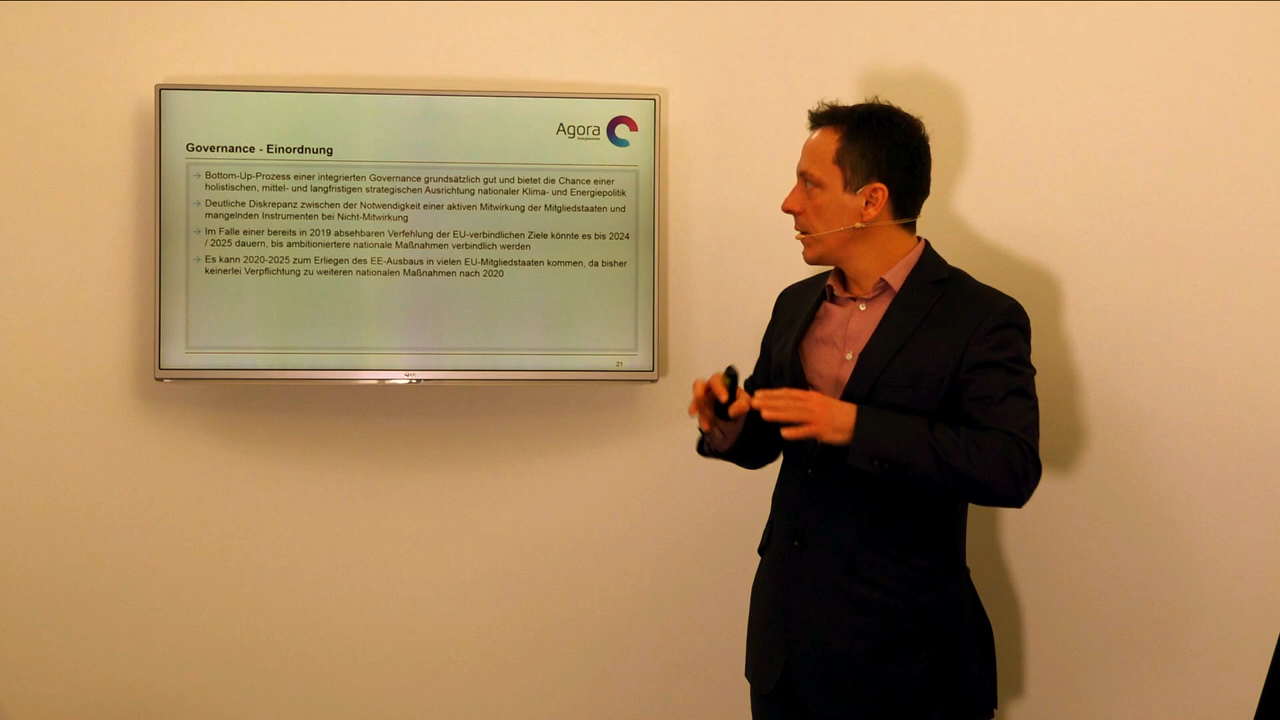 Agora
Energiewende
Governance - Einordnung
→ Bottom-Up-Prozess einer integrierten Governance grundsätzlich gut und bietet die Chance einer
holistischen, mittel- und langfristigen strategischen Ausrichtung nationaler Klima- und Energiepolitik
→ Deutliche Diskrepanz zwischen der Notwendigkeit einer aktiven Mitwirkung der Mitgliedstaaten und
mangelnden Instrumenten bei Nicht-Mitwirkung
→ Im Falle einer bereits in 2019 absehbaren Verfehlung der EU-verbindlichen Ziele könnte es bis 2024
/ 2025 dauern, bis ambitioniertere nationale Maßnahmen verbindlich werden
→ Es kann 2020-2025 zum Erliegen des EE-Ausbaus in vielen EU-Mitgliedstaaten kommen, da bisher
keinerlei Verpflichtung zu weiteren nationalen Maßnahmen nach 2020
21